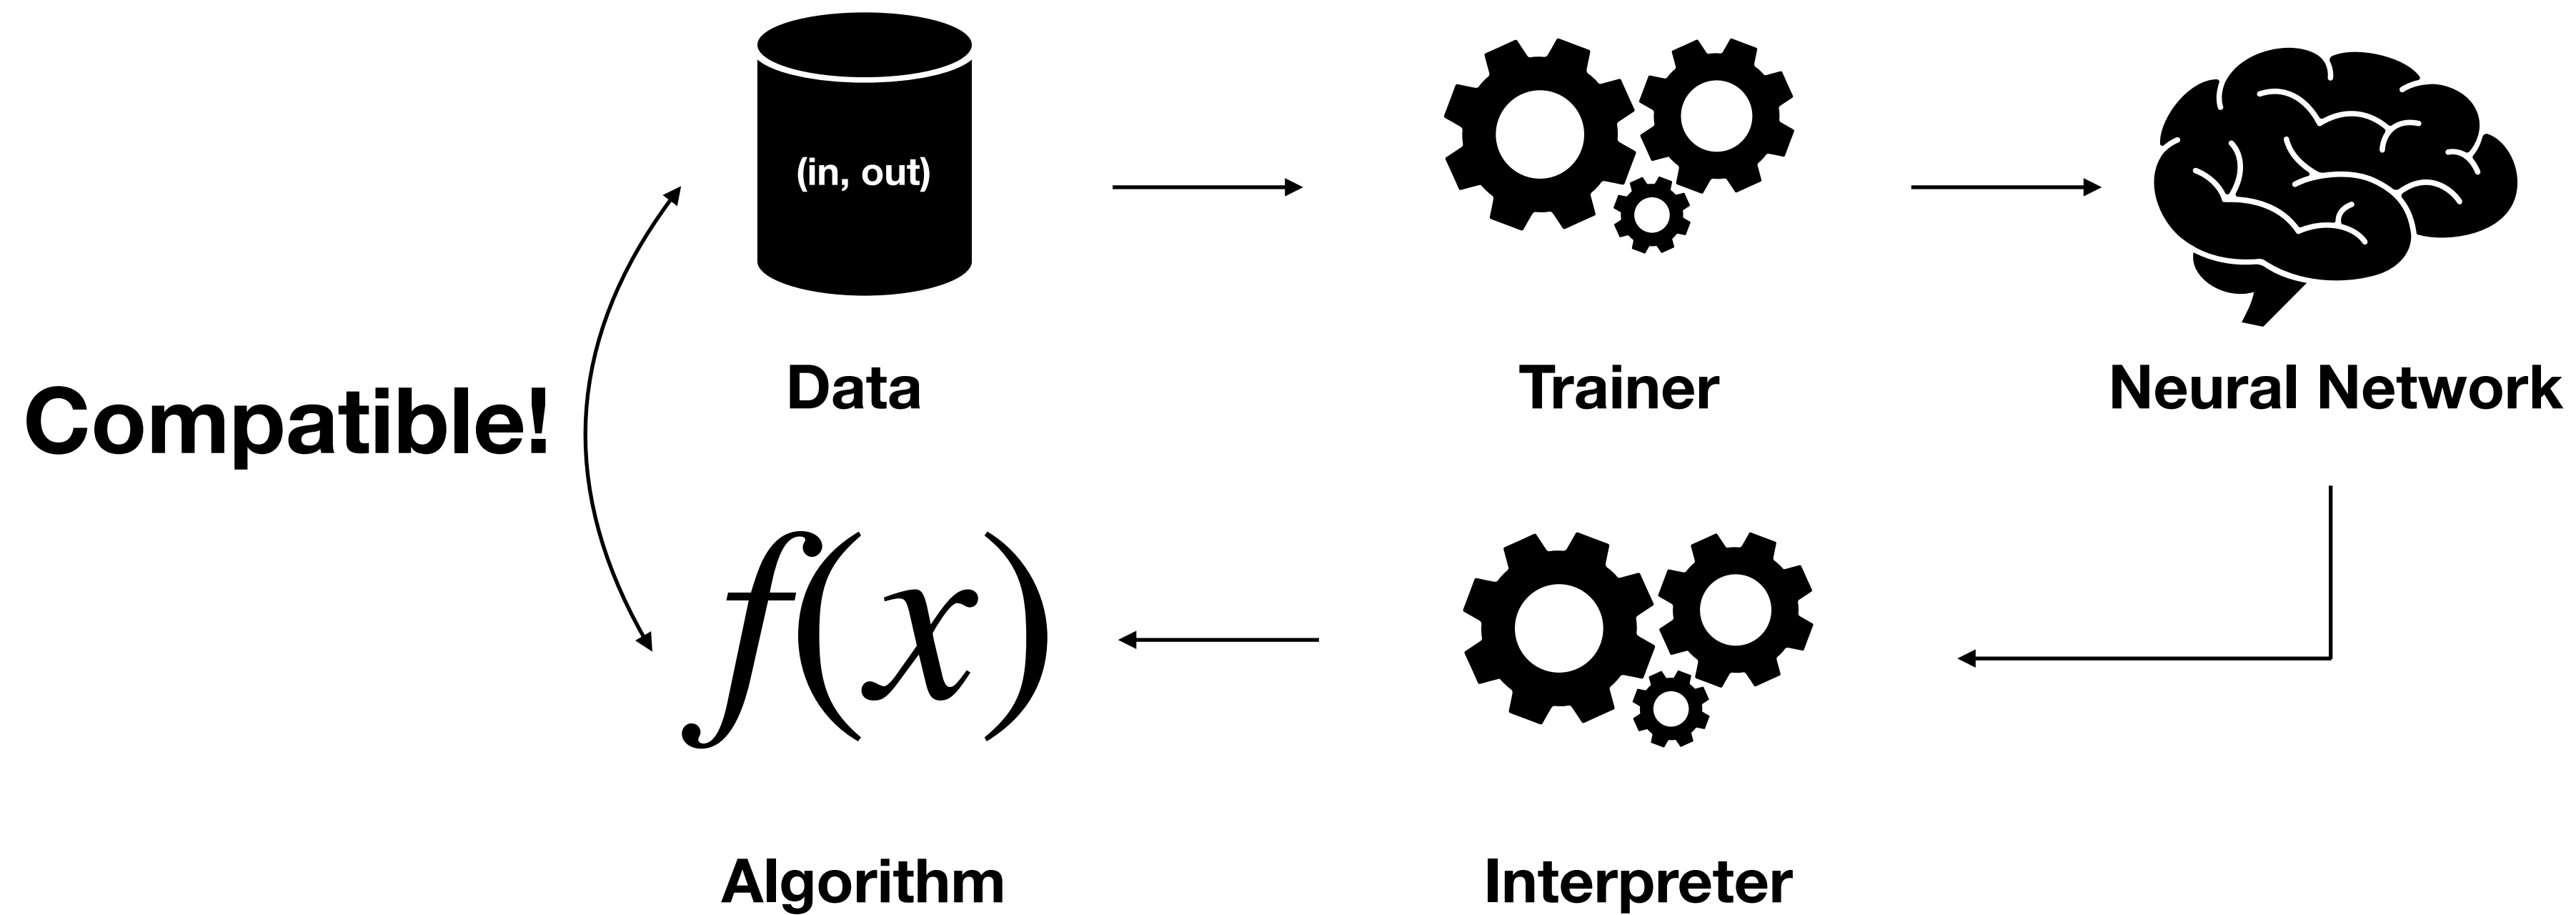 (in, out)
Data
Trainer
Neural Network
Compatible!
f(x)
Algorithm
Interpreter